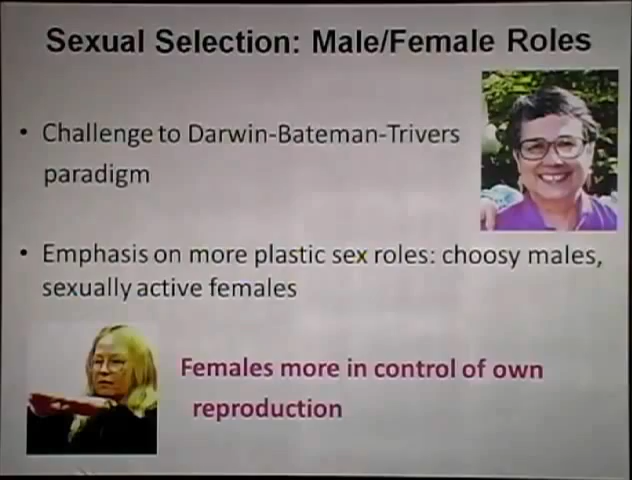 Sexual Selection: Male/Female Roles
• Challenge to Darwin-Bateman-Trivers
paradigm
• Emphasis on more plastic sex roles: choosy males,
sexually active females
Females more in control of own
reproduction